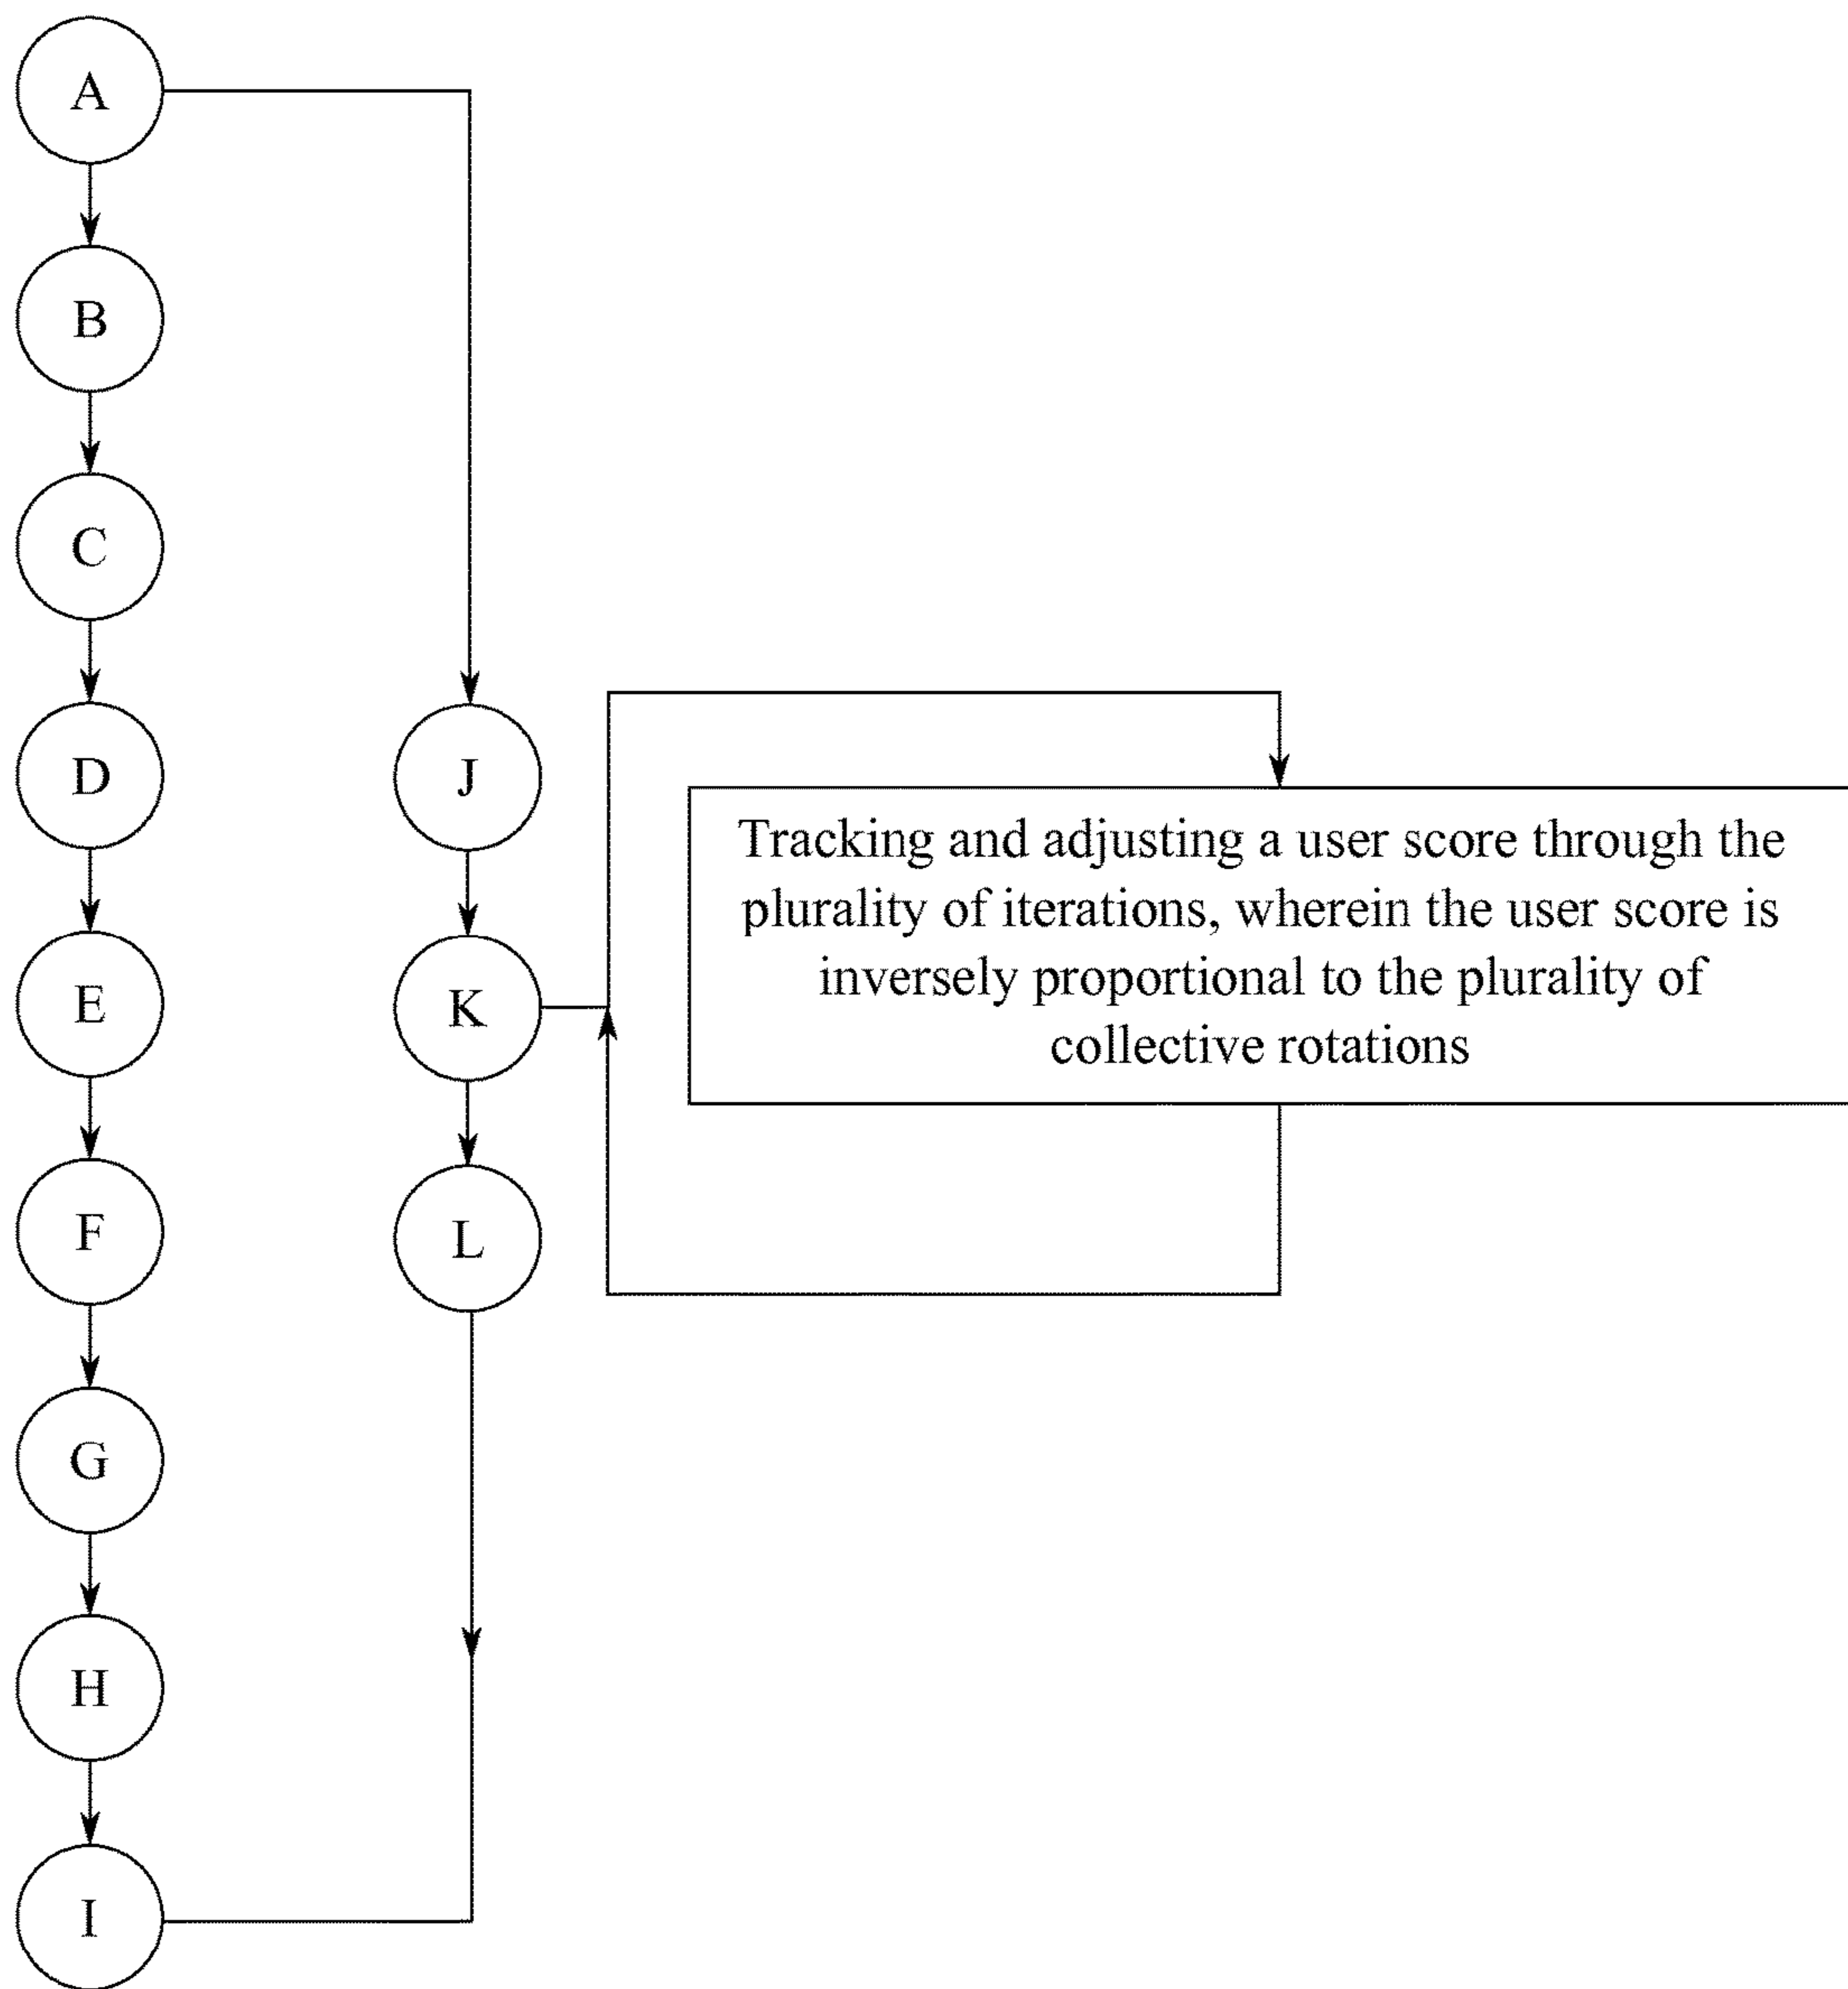 A
B
C
D
E
F
G
H
I
J
K
L
Tracking and adjusting a user score through the
plurality of iterations, wherein the user score is
inversely proportional to the plurality of
collective rotations